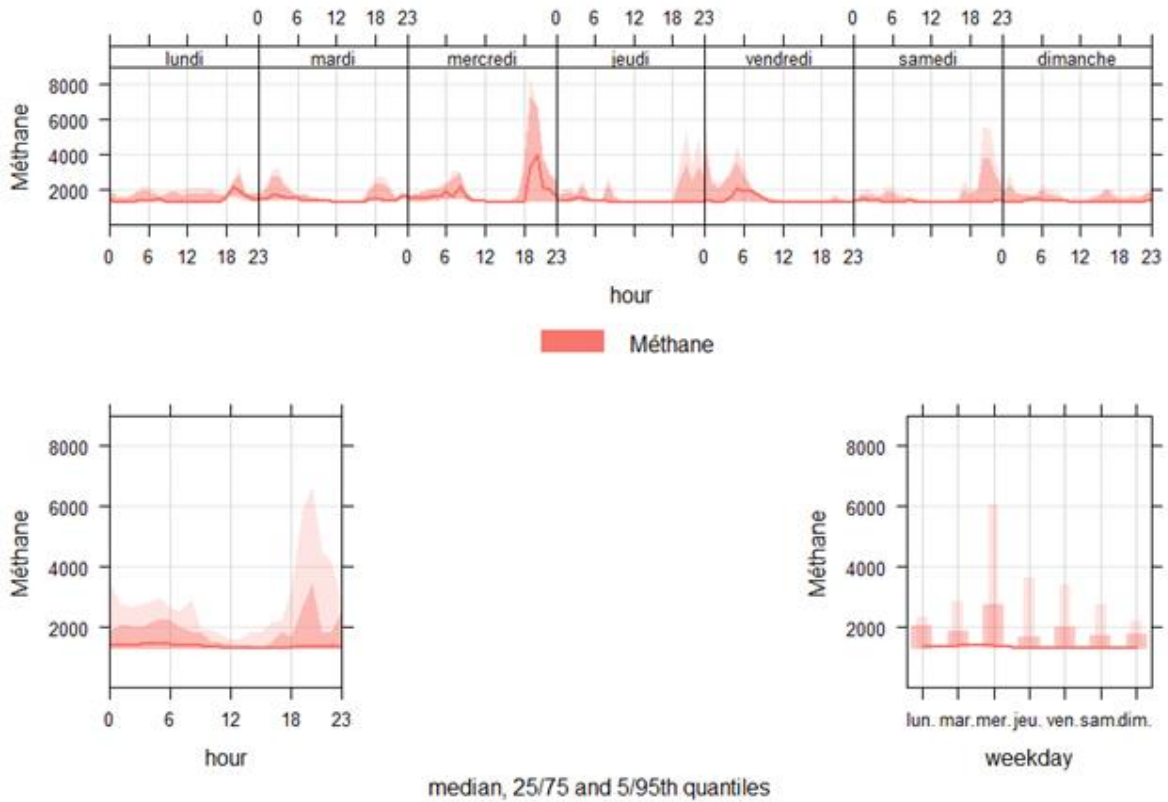 0 6 12 18 23 0 6 12 18 23 0 6 12 18 23
lundi mardi mercredi jeudi vendredi samedi dimanche
8000
6000
4000
2000
Méthane
0 6 12 18 23 0 6 12 18 23 0 6 12 18 23 0 6 12 18 23
hour
Méthane
8000
6000
4000
2000
Méthane
0 6 12 18 23
hour
8000
6000
4000
2000
Méthane
lun. mar. mer. jeu. ven. sam. dim.
weekday
median, 25/75 and 5/95th quantiles